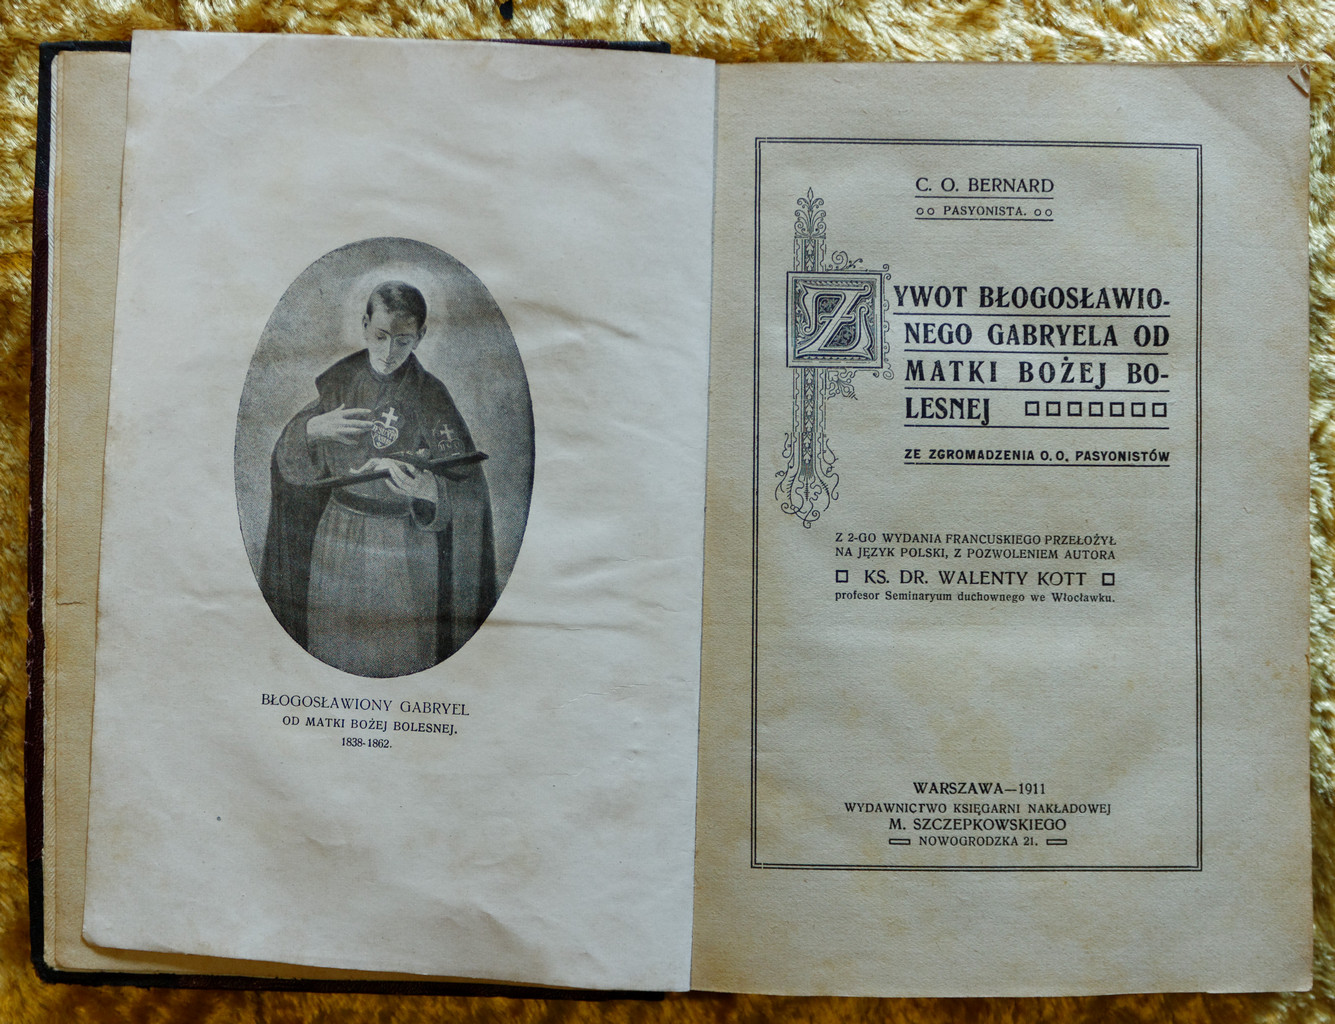 BŁOGOSŁAWIONY GABRYEL
OD MATKI BOŻEJ BOLESNEJ.
1838-1862.
C. O. BERNARD
PASYONISTA.
ZYWOT BŁOGOSŁAWIO-
NEGO GABRYELA OD
MATKI BOŻEJ BO-
LESNEJ
ZE ZGROMADZENIA O. O. PASYONISTÓW
Z 2-GO WYDANIA FRANCUSKIEGO PRZEŁOŻYŁ
NA JĘZYK POLSKI, Z POZWOLENIEM AUTORA
KS. DR. WALENTY KOTT
profesor Seminaryum duchownego we Włocławku.
WARSZAWA—1911
WYDAWNICTWO KSIĘGARNI NAKŁADOWEJ
M. SZCZEPKOWSKIEGO
NOWOGRODZKA 21.